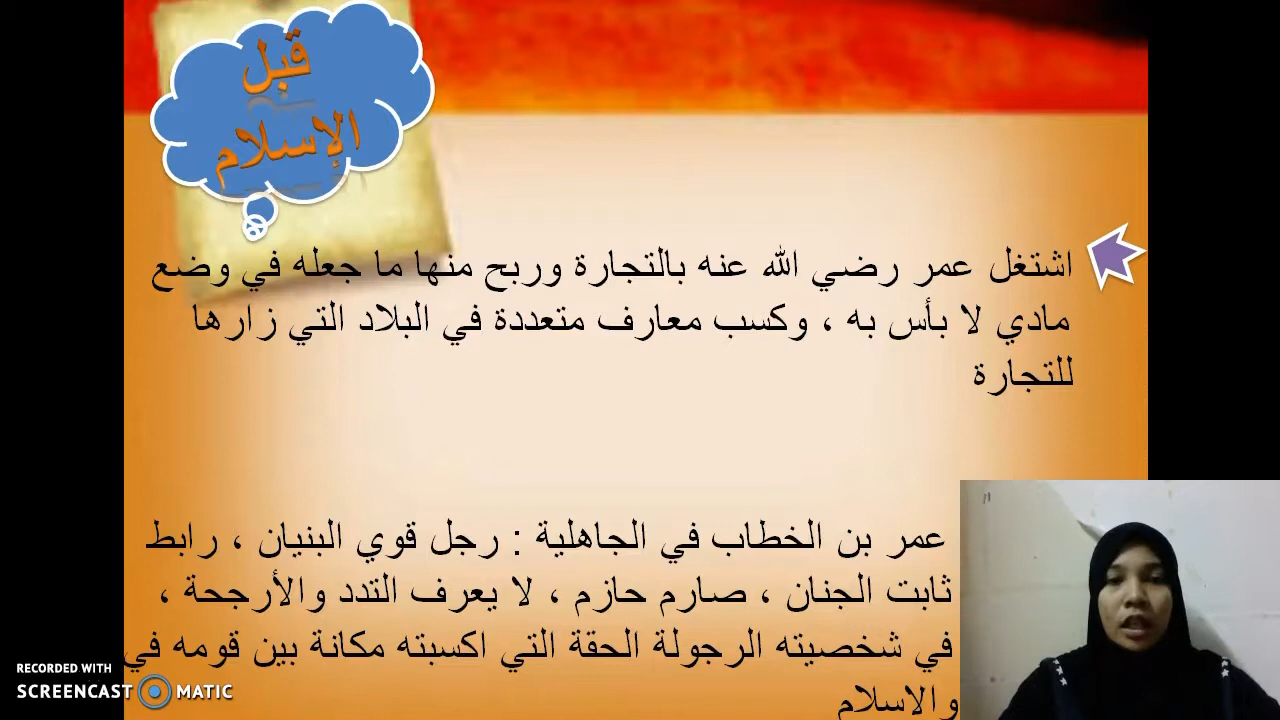 قبل
الإسلام
اشتغل عمر رضي الله عنه بالتجارة وربح منها ما جعله في وضع
مادي لا بأس به ، وكسب معارف متعددة في البلاد التي زارها
للتجارة
عمر بن الخطاب في الجاهلية : رجل قوي البنيان ، رابط
ثابت الجنان ، صارم حازم ، لا يعرف التدد والأرجحة ،
في شخصيته الرجولة الحقة التي اكسبته مكانة بين قومه في
والاسلام
RECORDED WITH
SCREENCAST MATIC